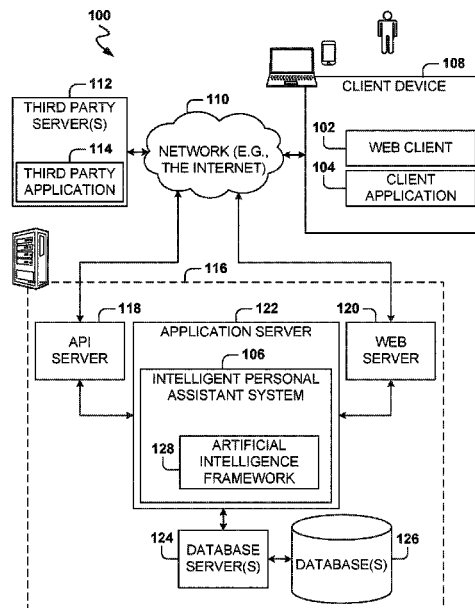 100
112
THIRD PARTY
SERVER(S)
114
THIRD PARTY
APPLICATION
110
NETWORK (E.G.,
THE INTERNET)
108
CLIENT DEVICE
102
WEB CLIENT
104
CLIENT
APPLICATION
116
118
API
SERVER
122
APPLICATION SERVER
106
INTELLIGENT PERSONAL
ASSISTANT SYSTEM
128
ARTIFICIAL
INTELLIGENCE
FRAMEWORK
120
WEB
SERVER
124
DATABASE
SERVER(S)
126
DATABASE(S)